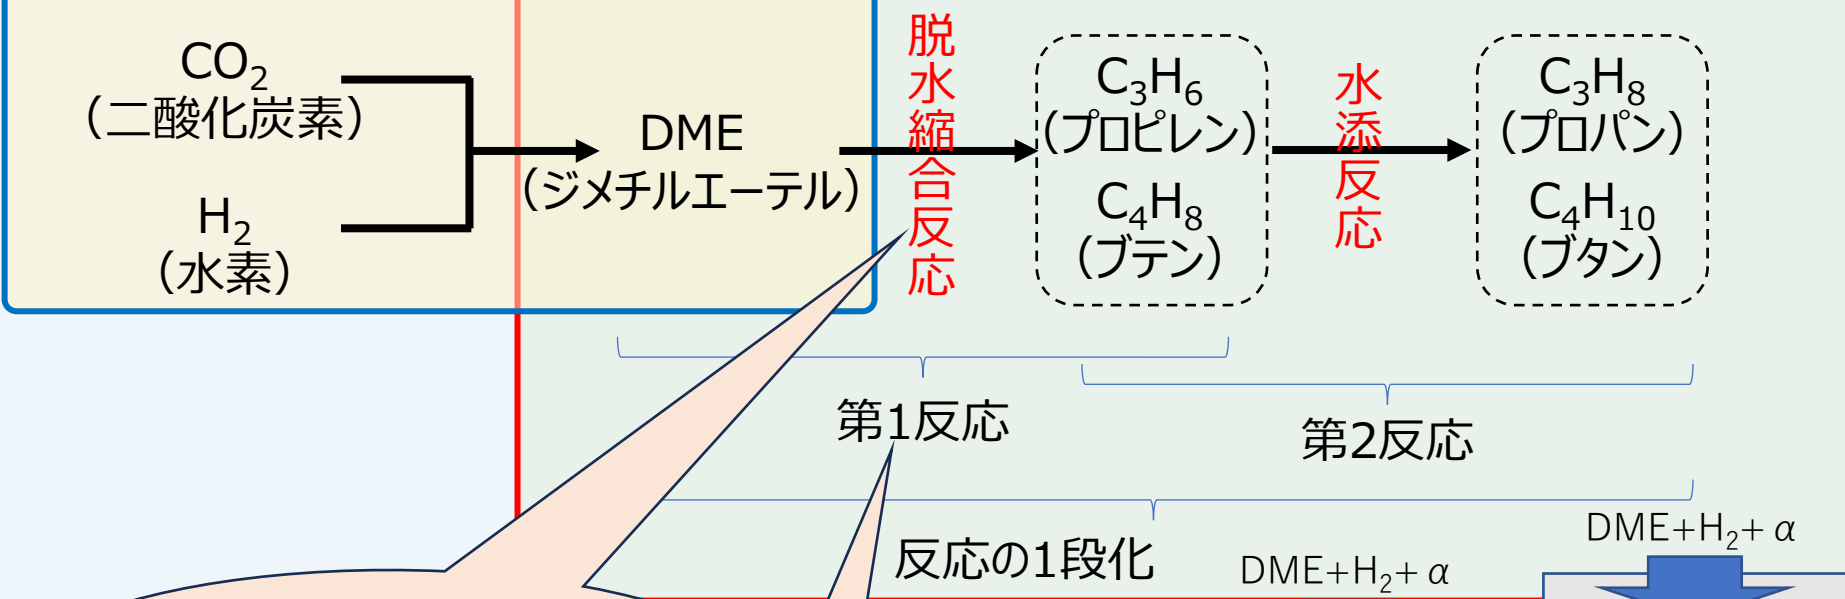 CO₂
(二酸化炭素)
H₂
(水素)
DME
(ジメチルエーテル)
脱水縮合反応
C₃H₆
(プロピレン)
C₄H₈
(ブテン)
水添反応
C₃H₈
(プロパン)
C₄H₁₀
(ブタン)
第1反応
第2反応
反応の1段化
DME+H₂+α
DME+H₂+α